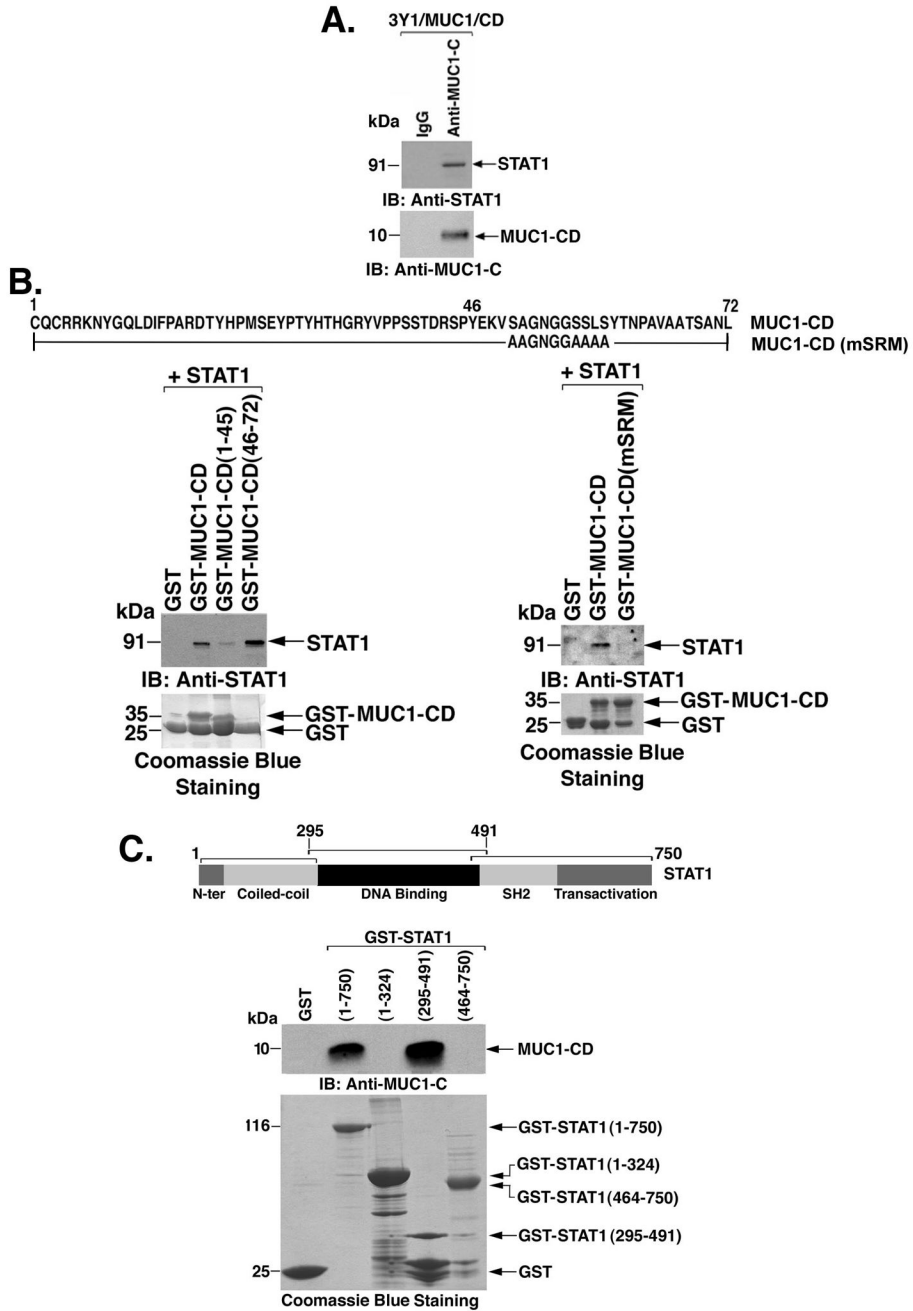 A.
3Y1/MUC1/CD
IgG
Anti-MUC1-C
kDa
91
STAT1
IB: Anti-STAT1
10
MUC1-CD
IB: Anti-MUC1-C
B.
1 46 72
CQCRRKNYGQLDIFPARDTYHPMSEYPTYHTHGRYVPPSSTDRSPYEKVSAGNGGSSLSYTNPAVAATSANL MUC1-CD
AAGNGGAAAA MUC1-CD (mSRM)
+ STAT1
GST
GST-MUC1-CD
GST-MUC1-CD(1-45)
GST-MUC1-CD(46-72)
kDa
91
STAT1
IB: Anti-STAT1
35
GST-MUC1-CD
25
GST
Coomassie Blue
Staining
+ STAT1
GST
GST-MUC1-CD
GST-MUC1-CD(mSRM)
kDa
91
STAT1
IB: Anti-STAT1
35
GST-MUC1-CD
25
GST
Coomassie Blue
Staining
C.
295 491
1 750
STAT1
N-ter Coiled-coil DNA Binding SH2 Transactivation
GST-STAT1
GST
(1-750)
(1-324)
(295-491)
(464-750)
kDa
10
MUC1-CD
IB: Anti-MUC1-C
116
GST-STAT1(1-750)
GST-STAT1(1-324)
GST-STAT1(464-750)
GST-STAT1(295-491)
25
GST
Coomassie Blue Staining